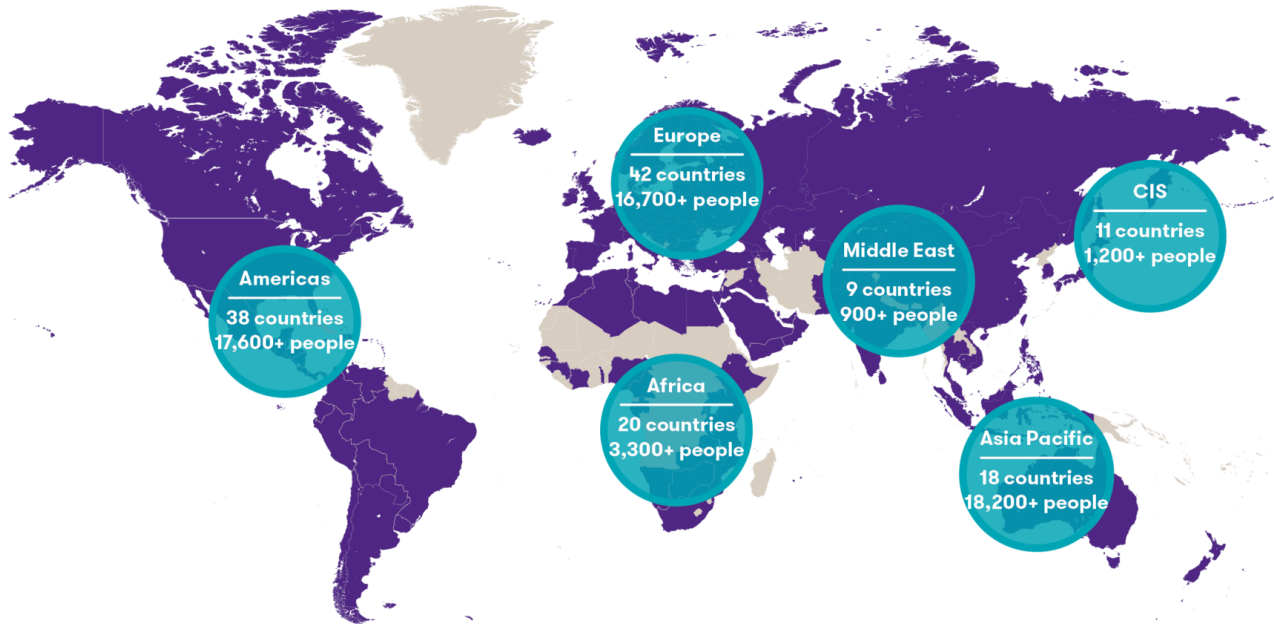 Europe
42 countries
16,700+ people
CIS
11 countries
1,200+ people
Middle East
9 countries
900+ people
Americas
38 countries
17,600+ people
Africa
20 countries
3,300+ people
Asia Pacific
18 countries
18,200+ people